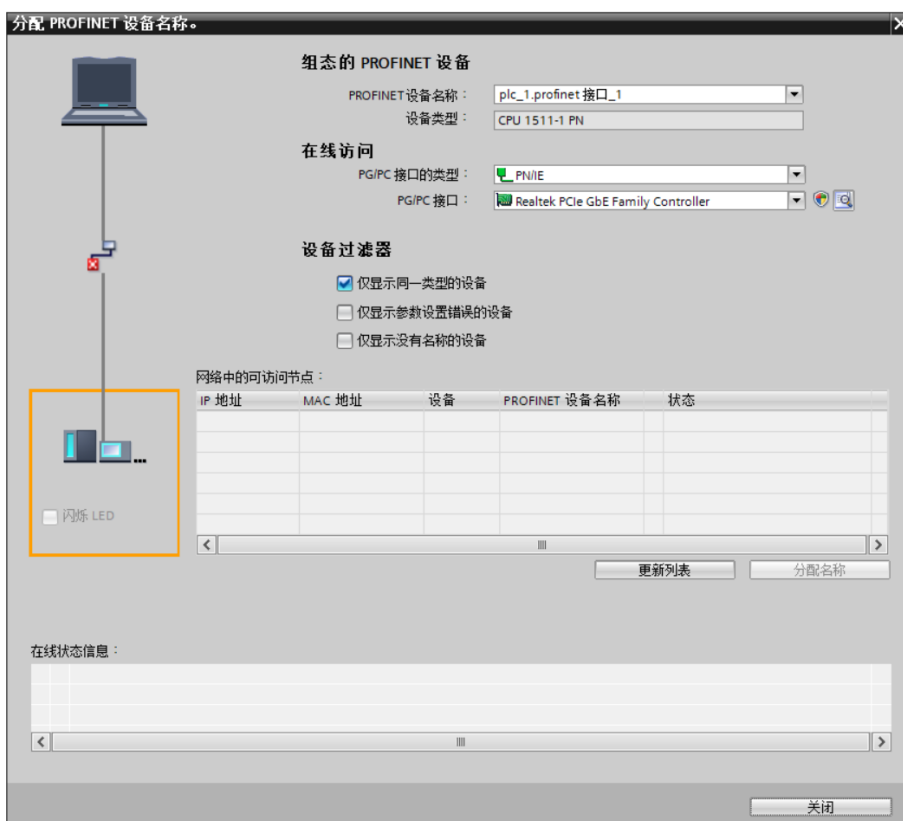 分配 PROFINET 设备名称。
组态的 PROFINET 设备
PROFINET设备名称： plc_1.profinet 接口_1
设备类型： CPU 1511-1 PN
在线访问
PG/PC 接口的类型： PN/IE
PG/PC 接口： Realtek PCIe GbE Family Controller
设备过滤器
仅显示同一类型的设备
仅显示参数设置错误的设备
仅显示没有名称的设备
网络中的可访问节点：
IP 地址 MAC 地址 设备 PROFINET 设备名称 状态
闪烁 LED
更新列表 分配名称
在线状态信息：
关闭